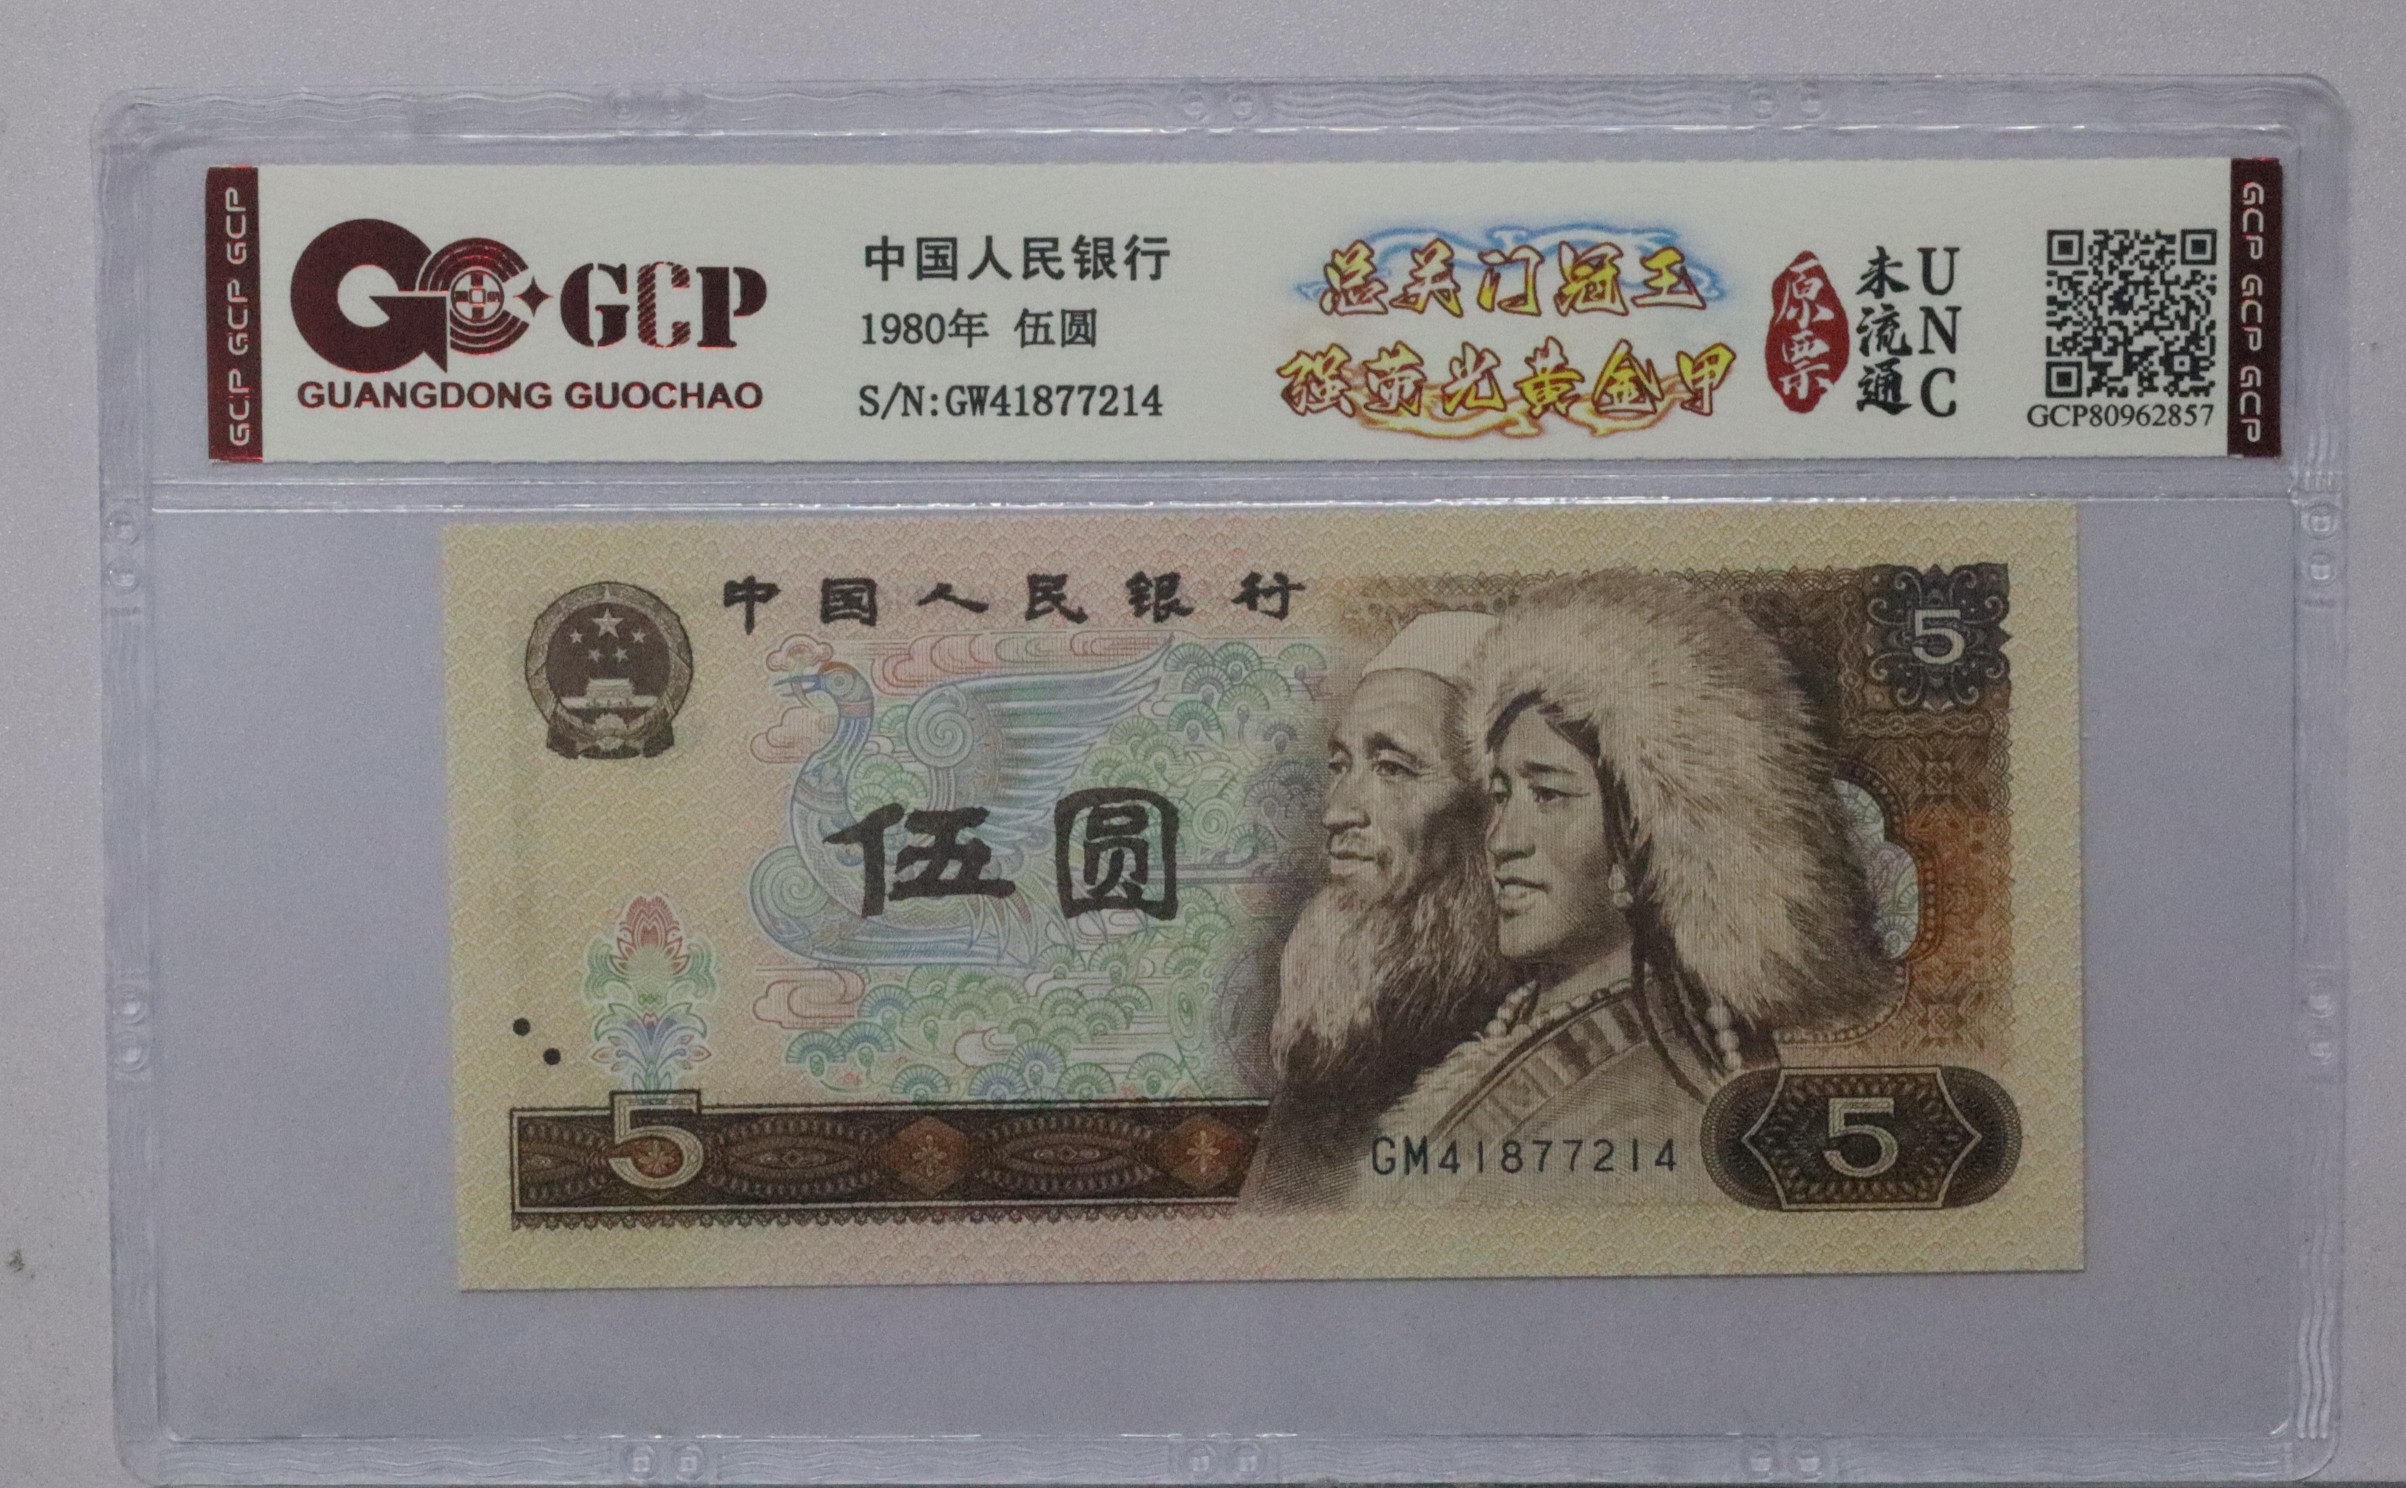 GCP GCP GCP
GCP
GUANGDONG GUOCHAO
中国人民银行
1980年 伍圆
S/N:GW41877214
总关门冠王
强荧光黄金甲
原票
未流通
UNC
GCP80962857
GCP GCP GCP
中国人民银行
5
伍圆
5
GM41877214
5